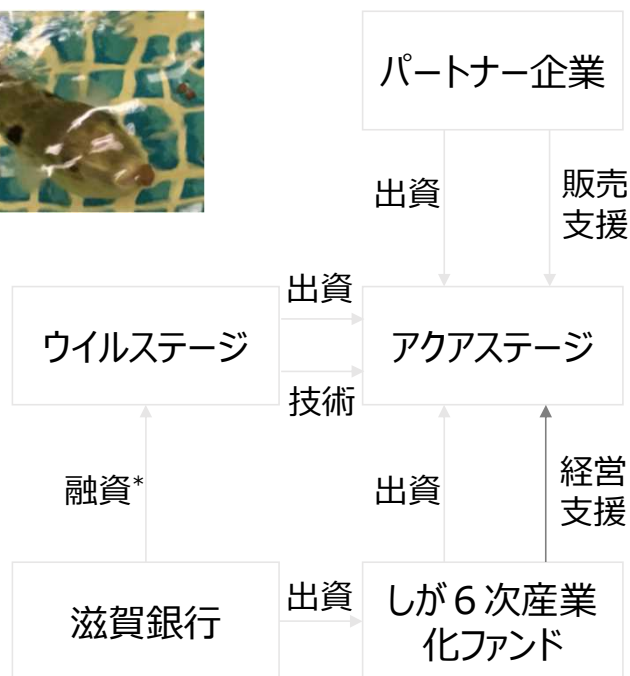 パートナー企業
出資
販売
支援
出資
ウイルステージ
アクアステージ
技術
融資*
出資
経営
支援
滋賀銀行
出資
しが6次産業
化ファンド